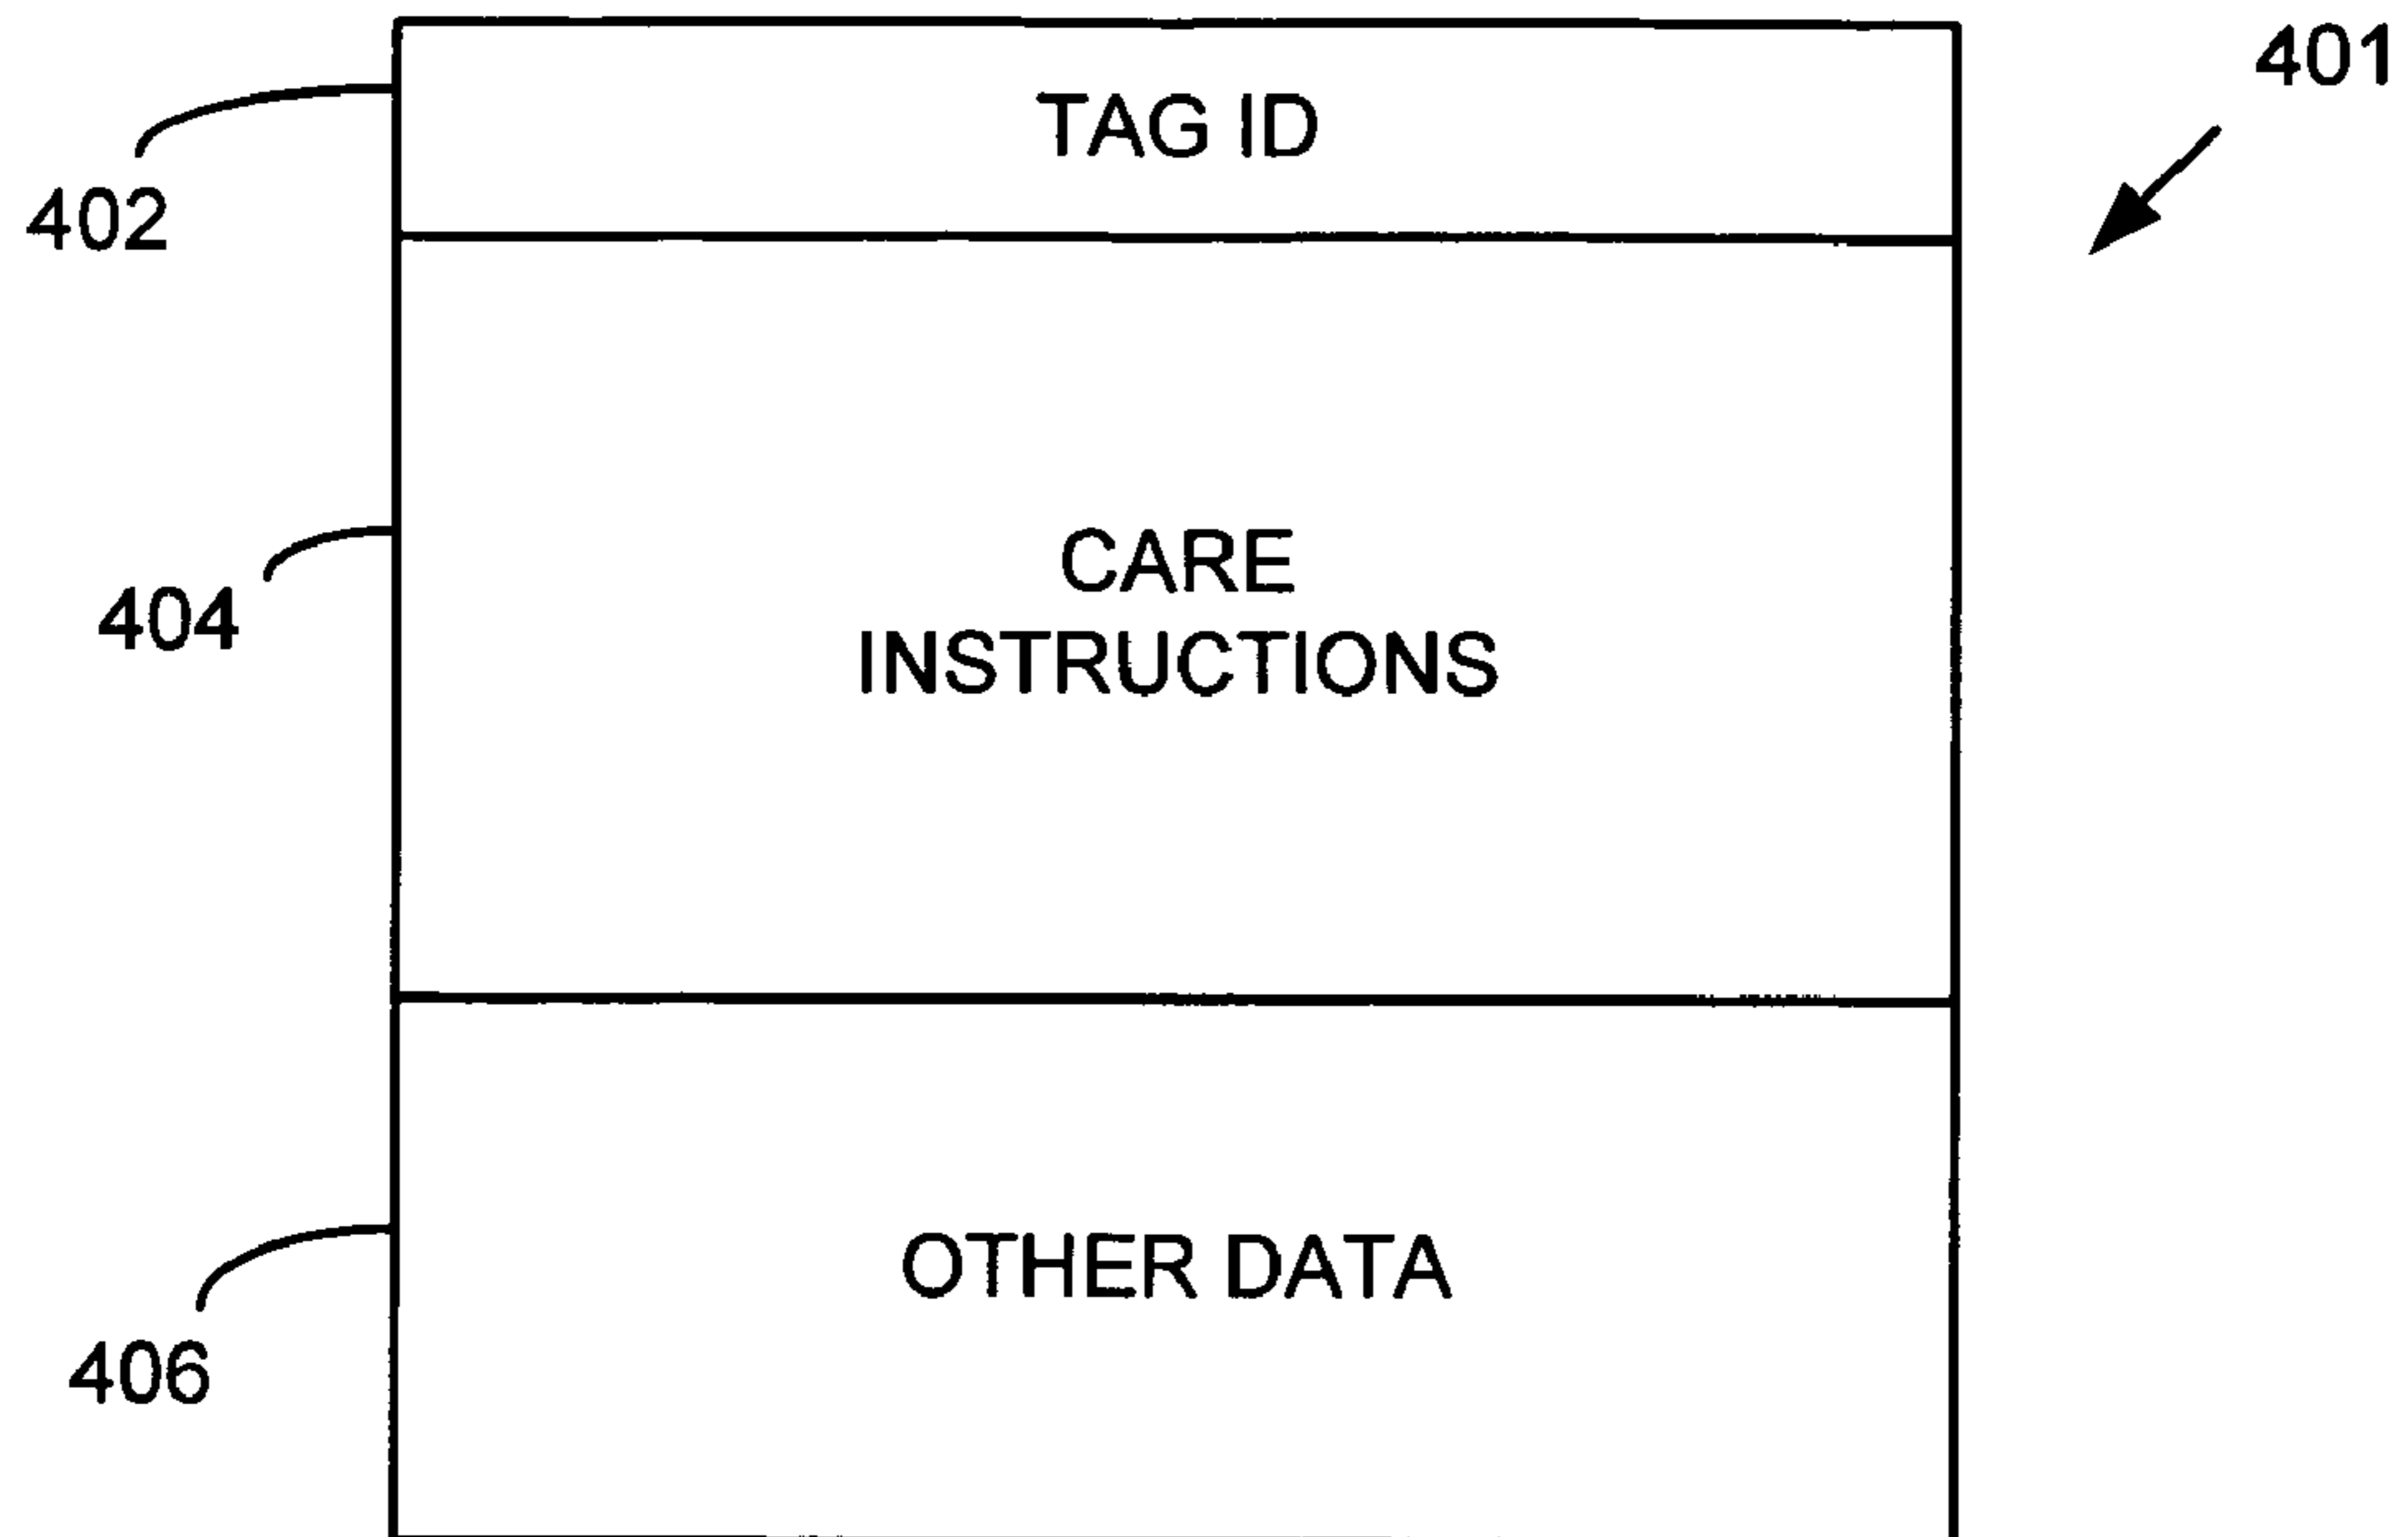 401
TAG ID
402
CARE
INSTRUCTIONS
404
OTHER DATA
406